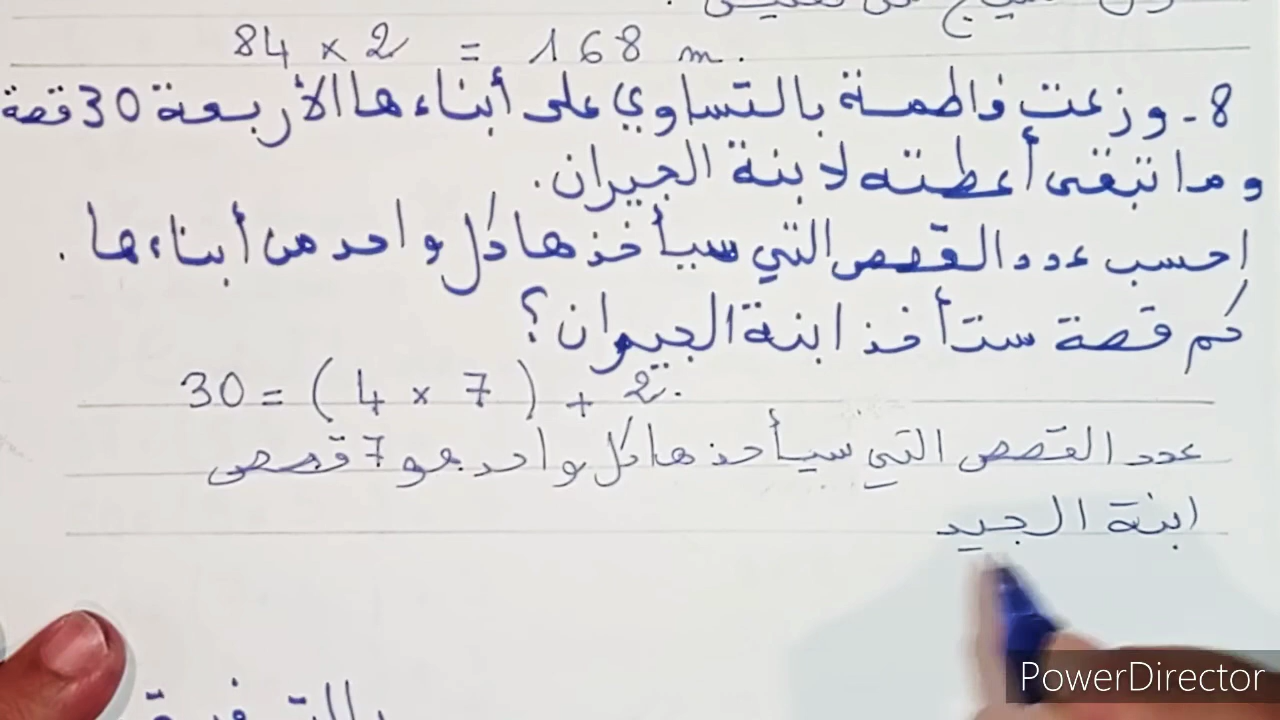 84 × 2 = 168 m.
8- وزعت فاطمة بالتساوي على أبناءها الأربعة 30 قصة
وما تبقى أعطته لابنة الجيران.
احسب عدد القصص التي سيأخذها كل واحد من أبناءها.
كم قصة ستأخذ ابنة الجيران؟
30 = ( 4 × 7 ) + 2.
عدد القصص التي سيأخذها كل واحد هو 7 قصص
ابنة الجيد
PowerDirector